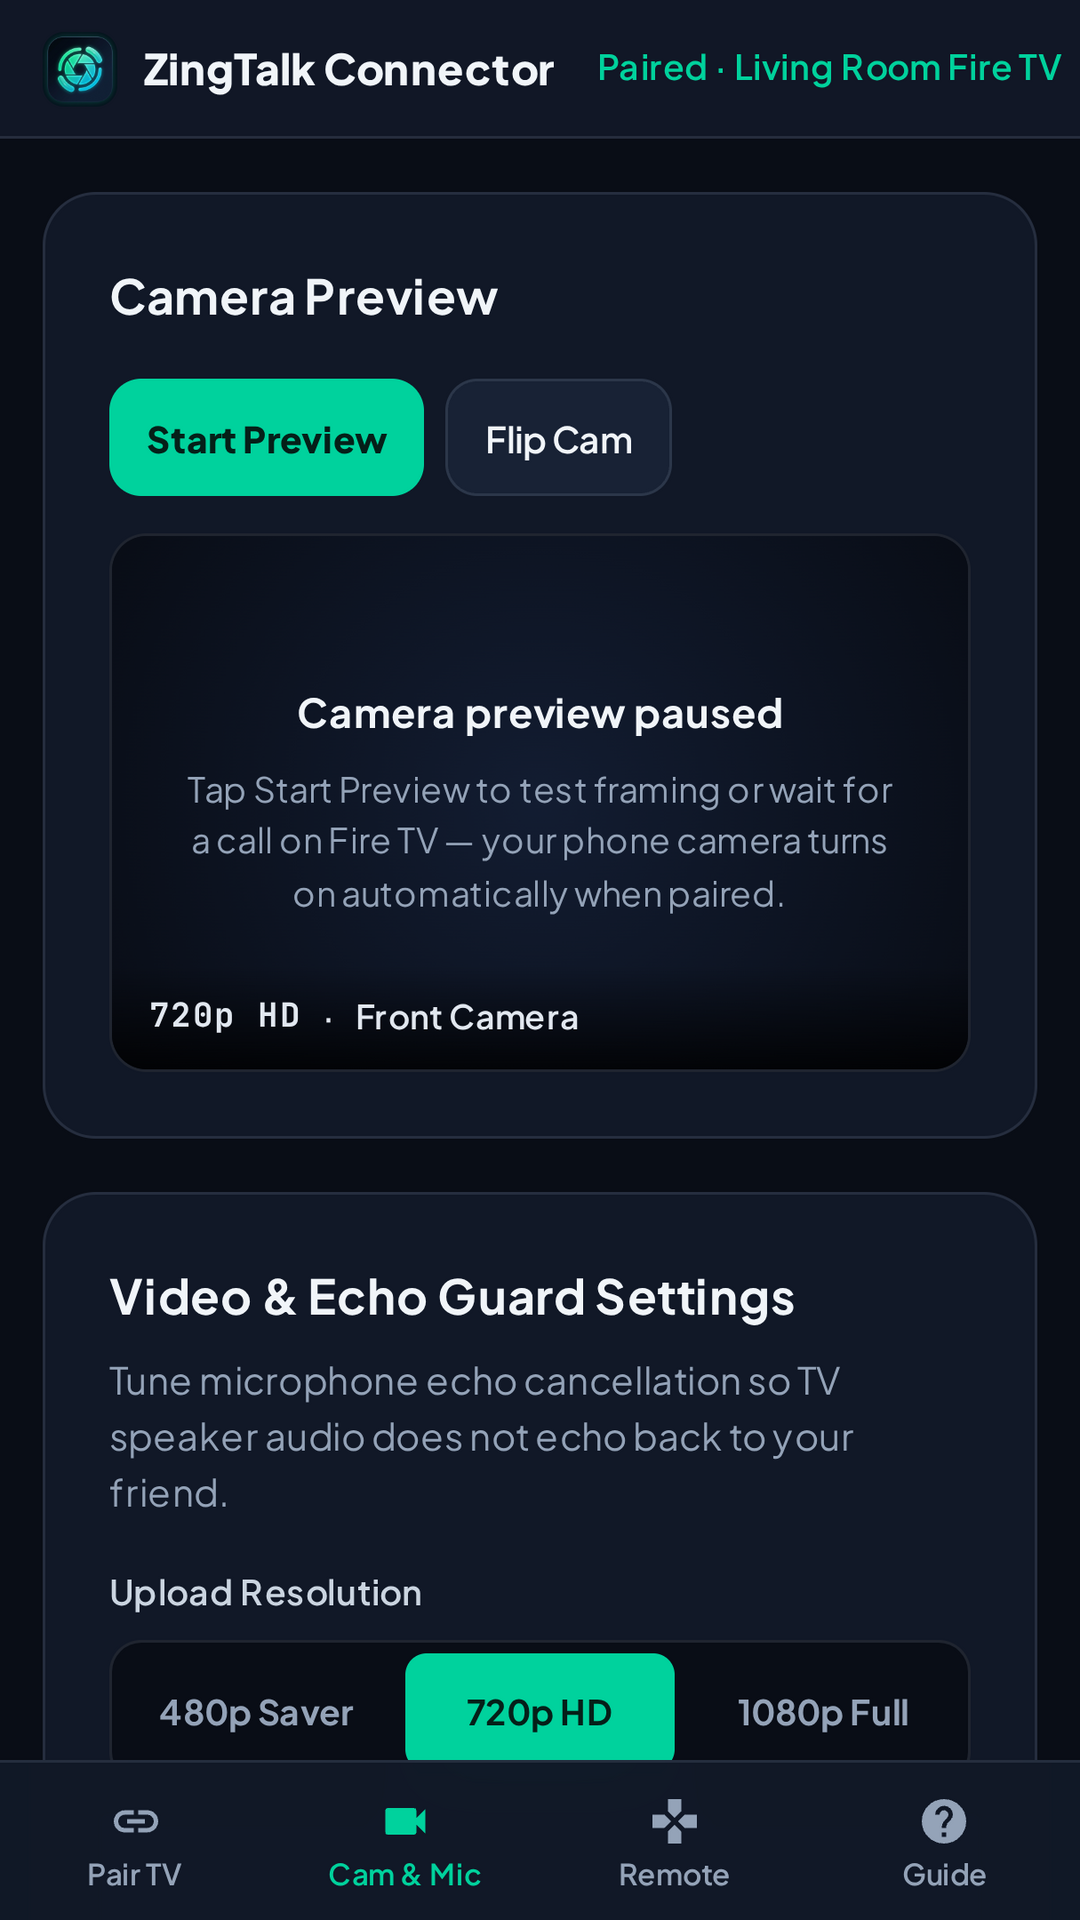 ZingTalk Connector
Paired · Living Room Fire TV
Camera Preview
Start Preview
Flip Cam
Camera preview paused
Tap Start Preview to test framing or wait for
a call on Fire TV — your phone camera turns
on automatically when paired.
720p HD · Front Camera
Video & Echo Guard Settings
Tune microphone echo cancellation so TV
speaker audio does not echo back to your
friend.
Upload Resolution
480p Saver
720p HD
1080p Full
Pair TV
Cam & Mic
Remote
Guide